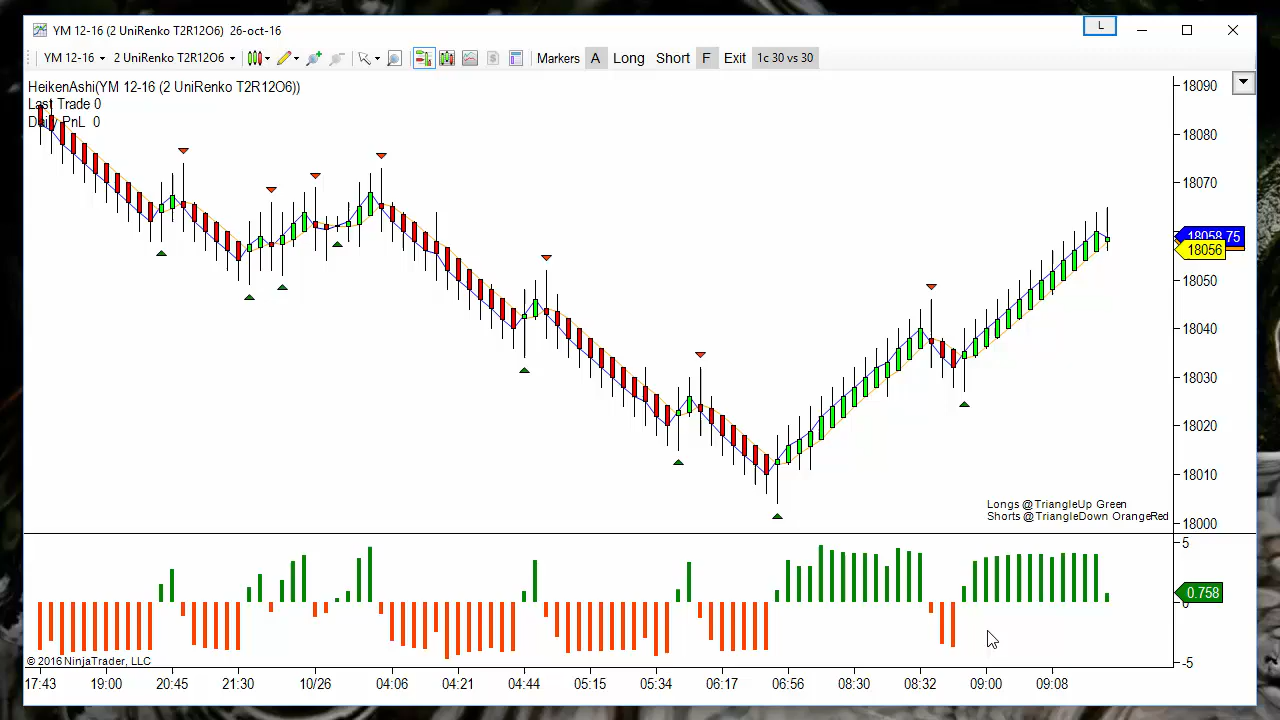 YM 12-16 (2 UniRenko T2R12O6) 26-oct-16
L
YM 12-16 2 UniRenko T2R12O6 Markers A Long Short F Exit 1c 30 vs 30
HeikenAshi(YM 12-16 (2 UniRenko T2R12O6))
Last Trade 0
Daily PnL 0
18090
18080
18070
18058.75
18056
18050
18040
18030
18020
18010
18000
Longs @TriangleUp Green
Shorts @TriangleDown OrangeRed
5
0.758
0
-5
© 2016 NinjaTrader, LLC
17:43 19:00 20:45 21:30 10/26 04:06 04:21 04:44 05:15 05:34 06:17 06:56 08:30 08:32 09:00 09:08